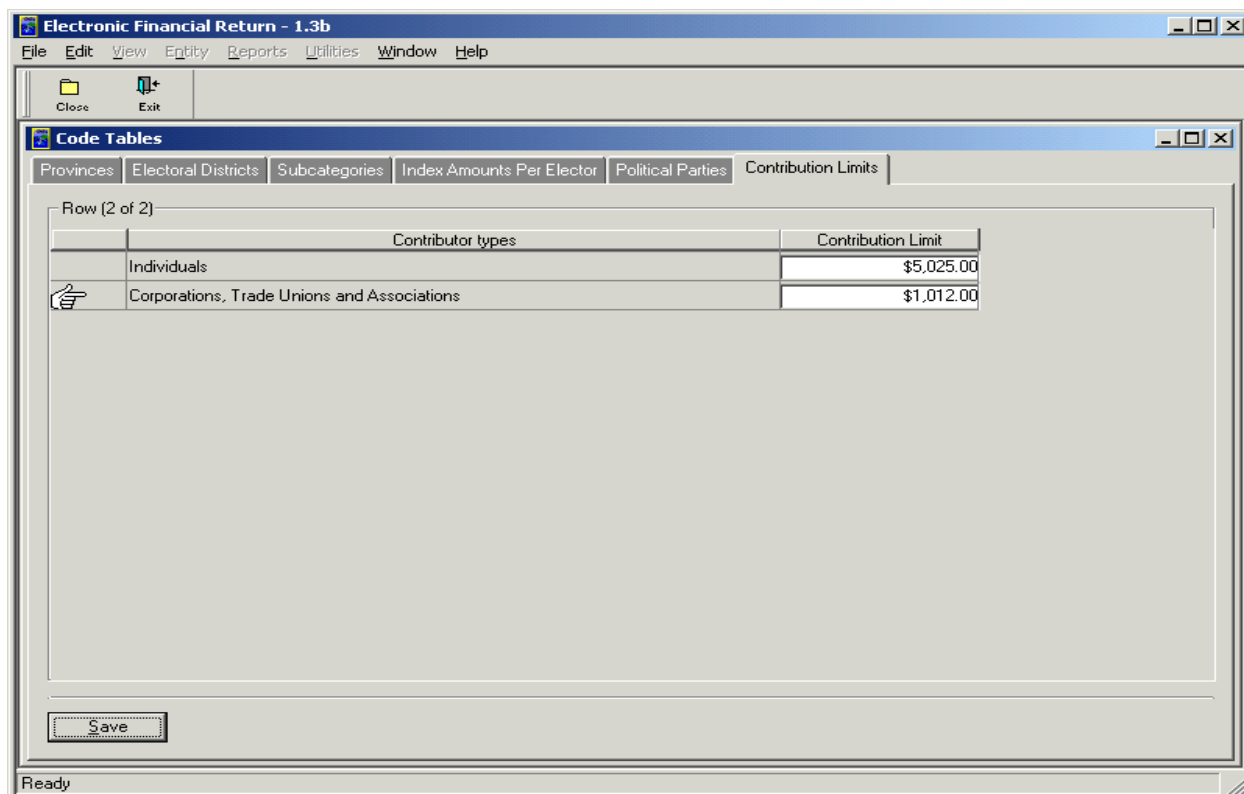 Electronic Financial Return - 1.3b
File Edit View Entity Reports Utilities Window Help
Close Exit
Code Tables
Provinces Electoral Districts Subcategories Index Amounts Per Elector Political Parties Contribution Limits
Row (2 of 2)
Contributor types Contribution Limit
Individuals $5,025.00
Corporations, Trade Unions and Associations $1,012.00
Save
Ready